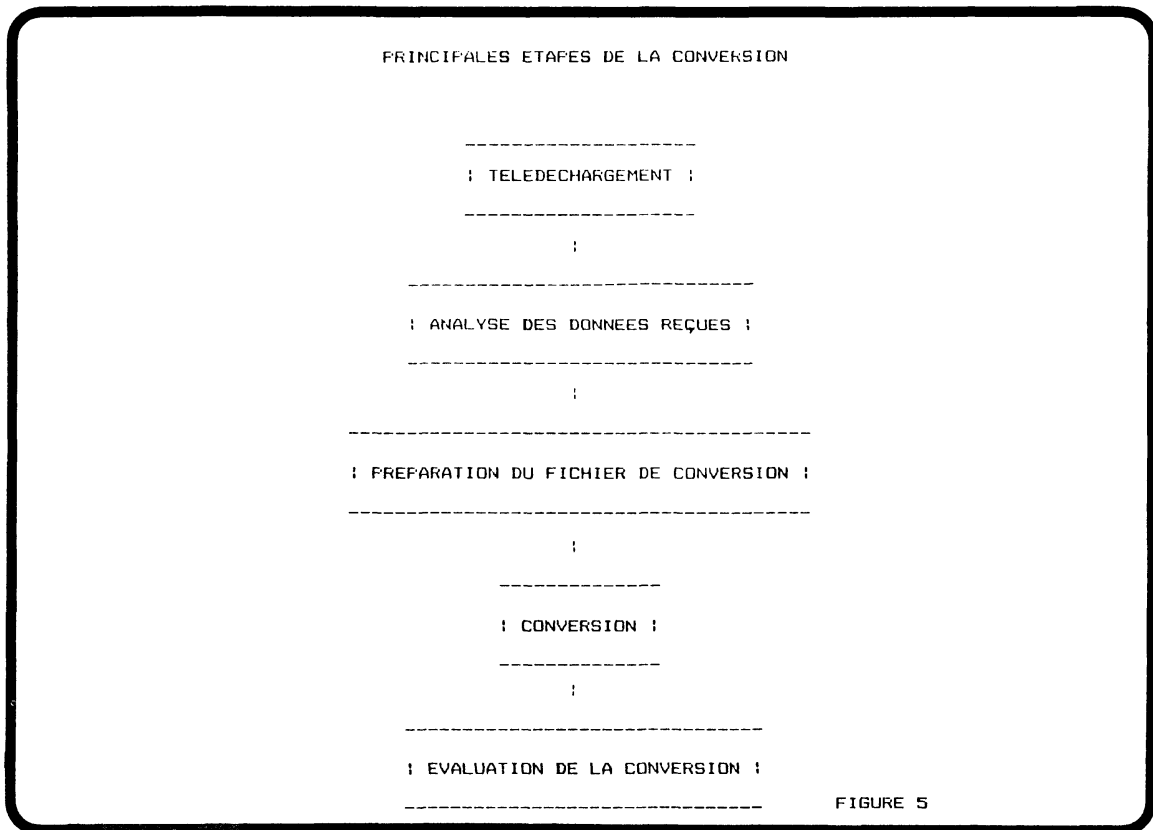 PRINCIPALES ETAPES DE LA CONVERSION
TELEDECHARGEMENT
ANALYSE DES DONNEES REÇUES
PREPARATION DU FICHIER DE CONVERSION
CONVERSION
EVALUATION DE LA CONVERSION
FIGURE 5